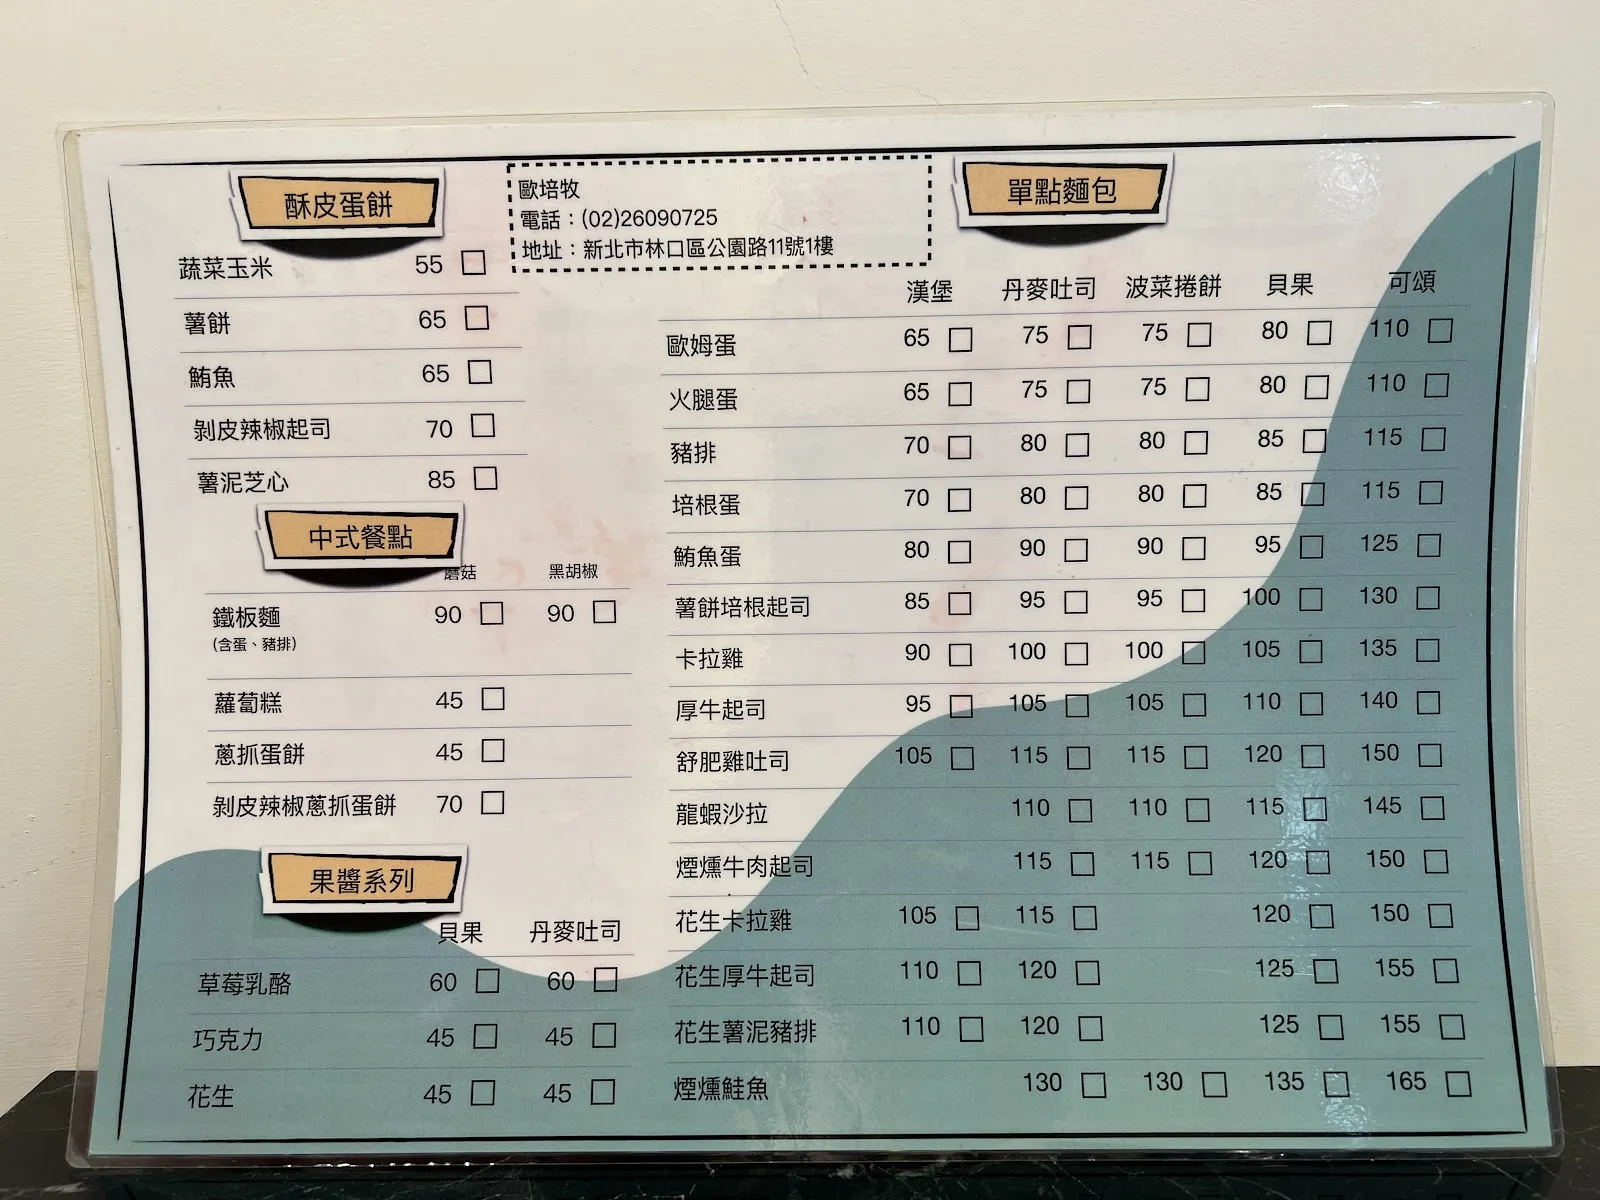 酥皮蛋餅
蔬菜玉米 55
薯餅 65
鮪魚 65
剝皮辣椒起司 70
薯泥芝心 85
歐培牧
電話：(02)26090725
地址：新北市林口區公園路11號1樓
中式餐點
蘑菇 黑胡椒
鐵板麵 90 90
(含蛋、豬排)
蘿蔔糕 45
蔥抓蛋餅 45
剝皮辣椒蔥抓蛋餅 70
果醬系列
貝果 丹麥吐司
草莓乳酪 60 60
巧克力 45 45
花生 45 45
單點麵包
漢堡 丹麥吐司 波菜捲餅 貝果 可頌
歐姆蛋 65 75 75 80 110
火腿蛋 65 75 75 80 110
豬排 70 80 80 85 115
培根蛋 70 80 80 85 115
鮪魚蛋 80 90 90 95 125
薯餅培根起司 85 95 95 100 130
卡拉雞 90 100 100 105 135
厚牛起司 95 105 105 110 140
舒肥雞吐司 105 115 115 120 150
龍蝦沙拉 110 110 115 145
煙燻牛肉起司 115 115 120 150
花生卡拉雞 105 115 120 150
花生厚牛起司 110 120 125 155
花生薯泥豬排 110 120 125 155
煙燻鮭魚 130 130 135 165